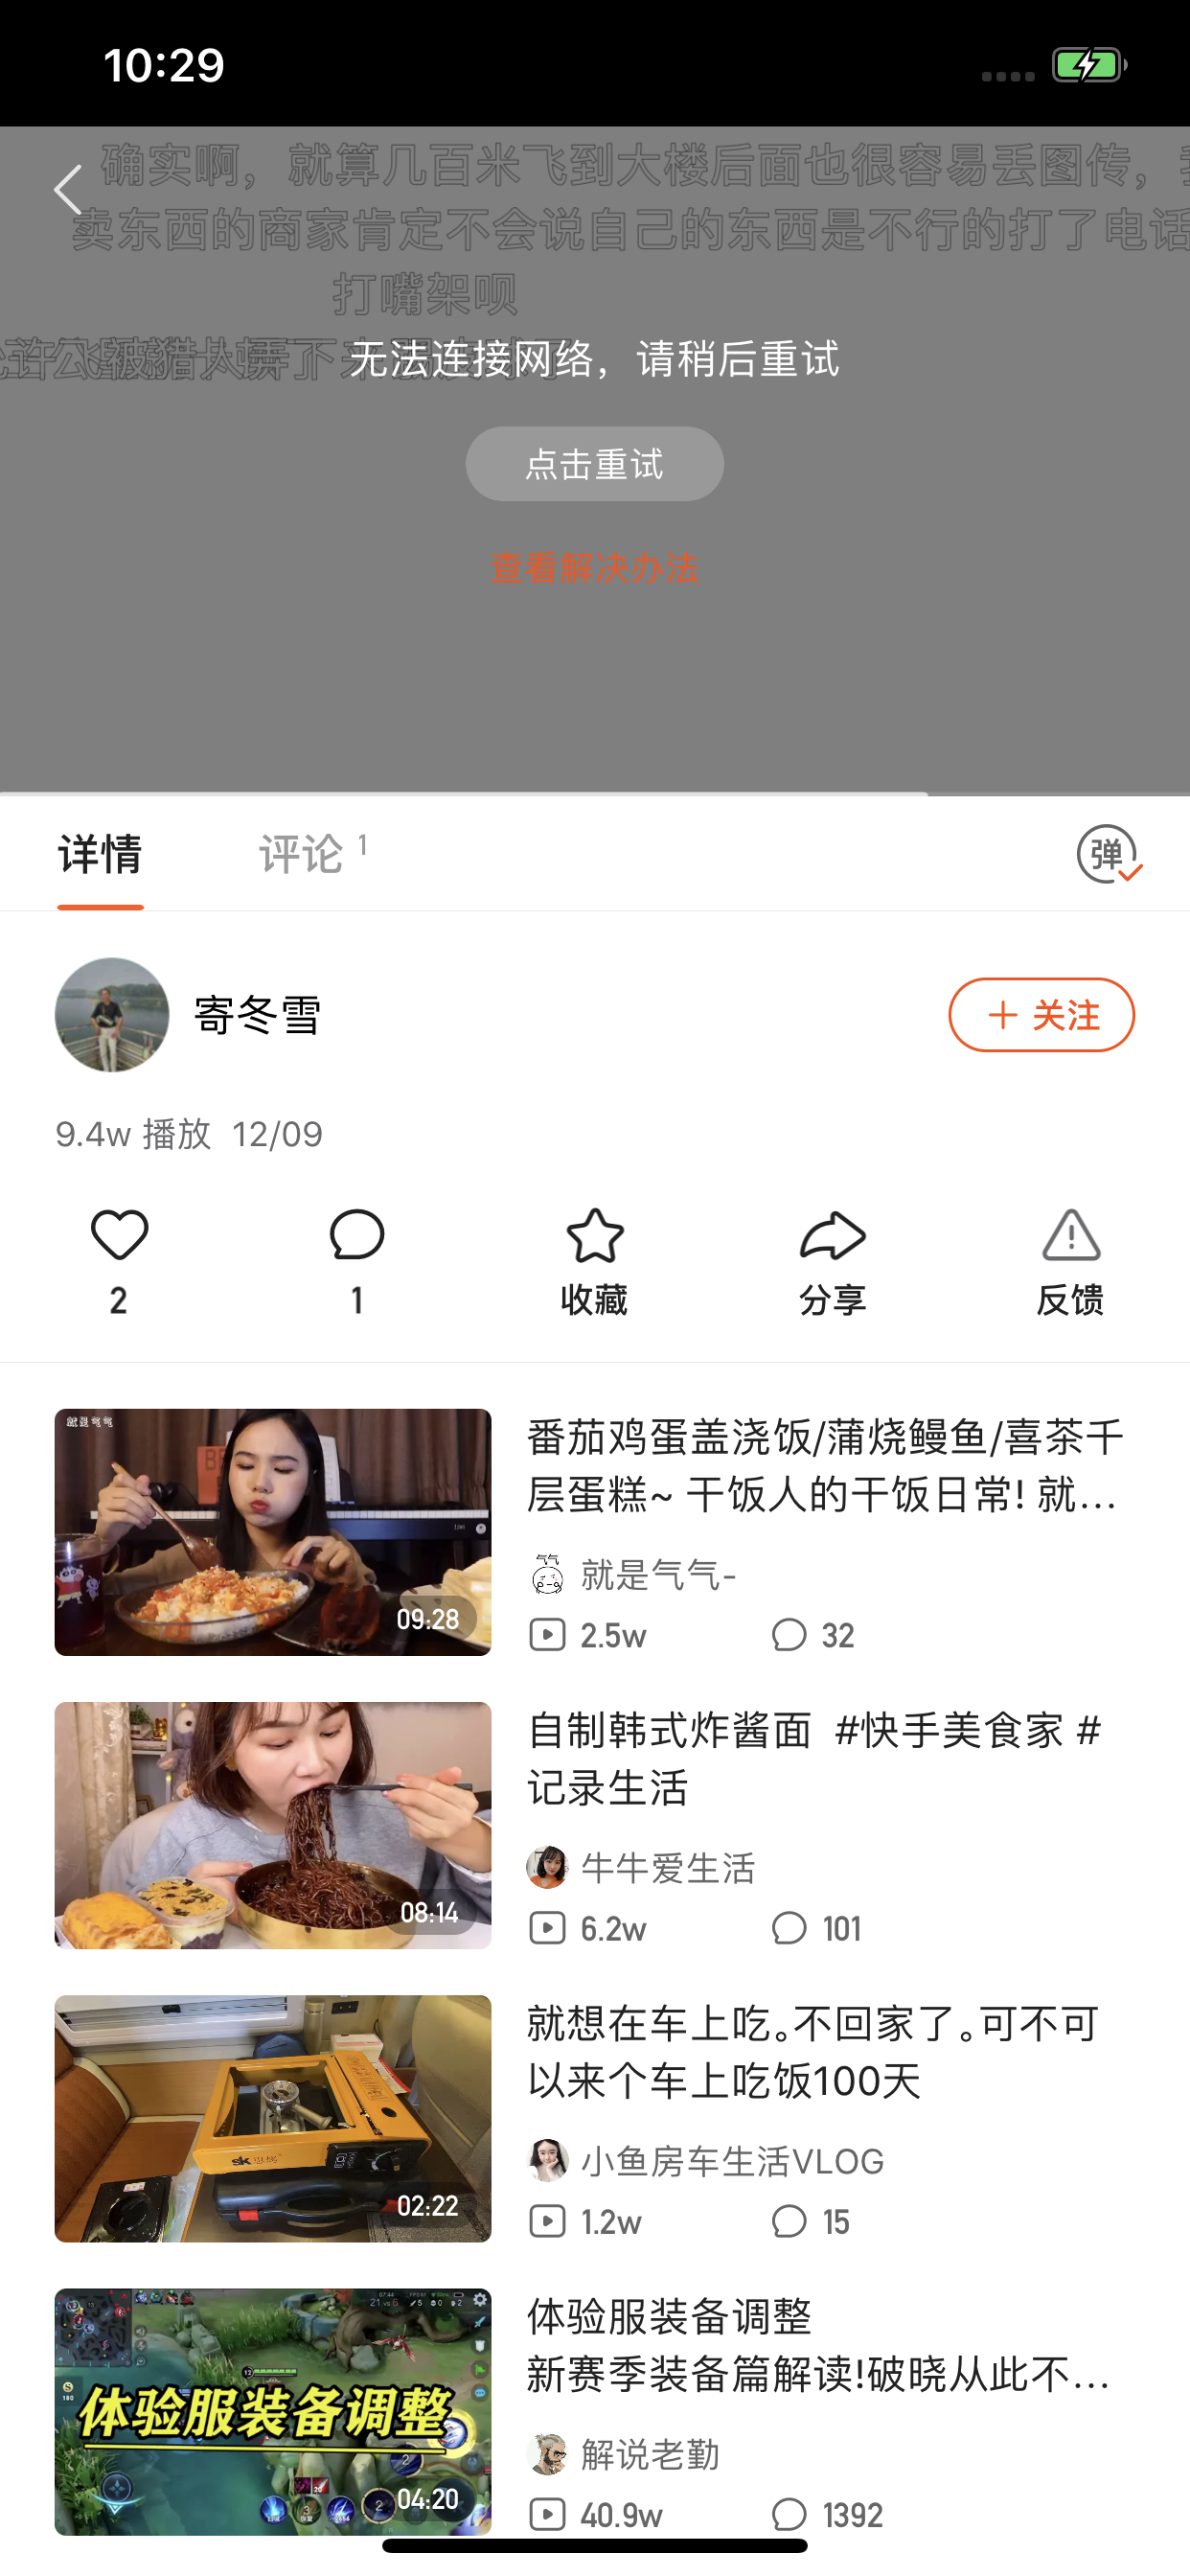 10:29
确实啊，就算几百米飞到大楼后面也很容易丢图传，
卖东西的商家肯定不会说自己的东西是不行的打了电话
打嘴架呗
无法连接网络，请稍后重试
点击重试
查看解决办法
详情
评论 1
弹
寄冬雪
+ 关注
9.4w 播放 12/09
2
1
收藏
分享
反馈
就是气气
09:28
番茄鸡蛋盖浇饭/蒲烧鳗鱼/喜茶千
层蛋糕~ 干饭人的干饭日常! 就...
就是气气-
2.5w
32
08:14
自制韩式炸酱面 #快手美食家 #
记录生活
牛牛爱生活
6.2w
101
sk
02:22
就想在车上吃。不回家了。可不可
以来个车上吃饭100天
小鱼房车生活VLOG
1.2w
15
体验服装备调整
04:20
体验服装备调整
新赛季装备篇解读!破晓从此不...
解说老勤
40.9w
1392